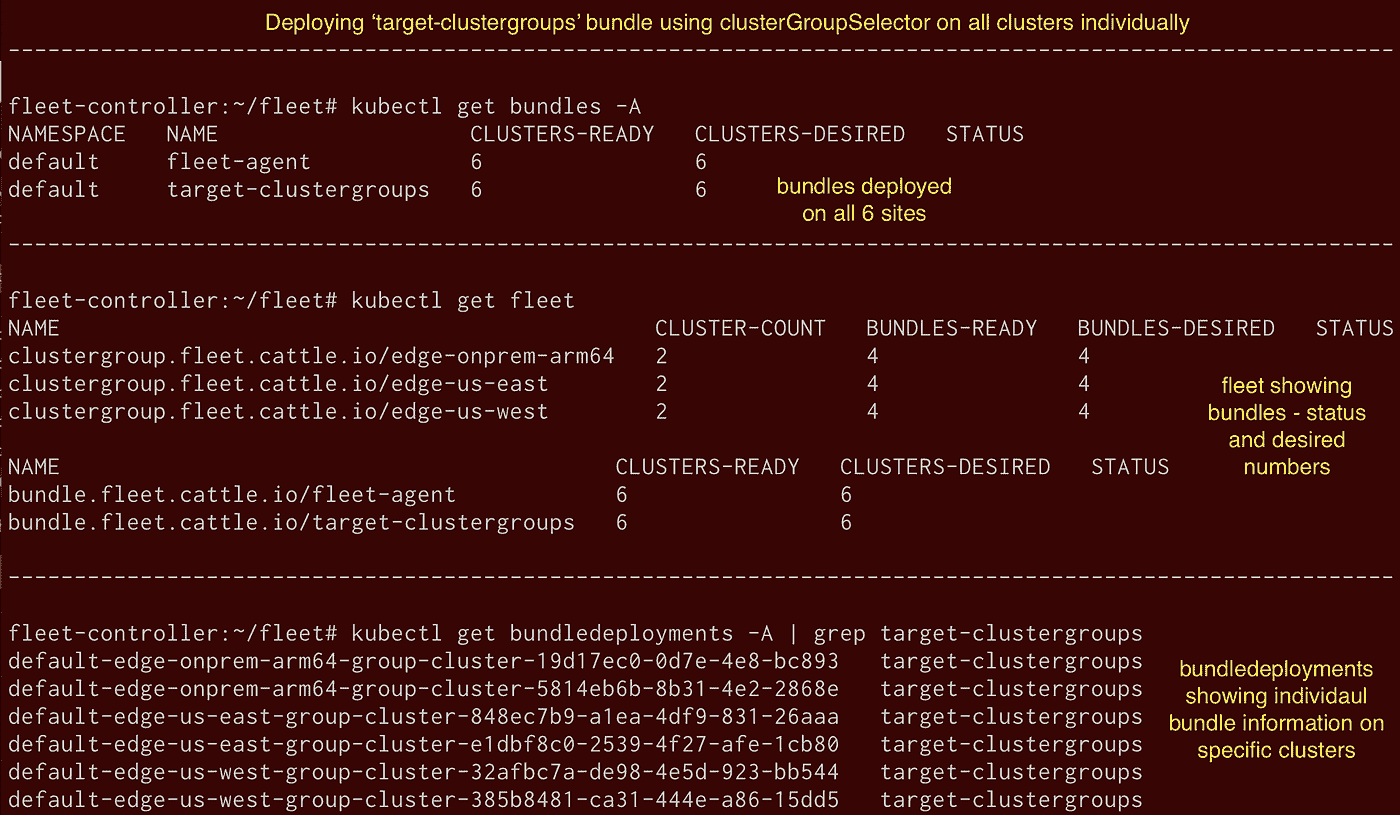 Deploying ‘target-clustergroups’ bundle using clusterGroupSelector on all clusters individually
fleet-controller:~/fleet# kubectl get bundles -A
NAMESPACE NAME CLUSTERS-READY CLUSTERS-DESIRED STATUS
default fleet-agent 6 6
default target-clustergroups 6 6
bundles deployed
on all 6 sites
fleet-controller:~/fleet# kubectl get fleet
NAME CLUSTER-COUNT BUNDLES-READY BUNDLES-DESIRED STATUS
clustergroup.fleet.cattle.io/edge-onprem-arm64 2 4 4
clustergroup.fleet.cattle.io/edge-us-east 2 4 4
clustergroup.fleet.cattle.io/edge-us-west 2 4 4
fleet showing
bundles - status
and desired
numbers
NAME CLUSTERS-READY CLUSTERS-DESIRED STATUS
bundle.fleet.cattle.io/fleet-agent 6 6
bundle.fleet.cattle.io/target-clustergroups 6 6
fleet-controller:~/fleet# kubectl get bundledeployments -A | grep target-clustergroups
default-edge-onprem-arm64-group-cluster-19d17ec0-0d7e-4e8-bc893 target-clustergroups
default-edge-onprem-arm64-group-cluster-5814eb6b-8b31-4e2-2868e target-clustergroups
default-edge-us-east-group-cluster-848ec7b9-a1ea-4df9-831-26aaa target-clustergroups
default-edge-us-east-group-cluster-e1dbf8c0-2539-4f27-afe-1cb80 target-clustergroups
default-edge-us-west-group-cluster-32afbc7a-de98-4e5d-923-bb544 target-clustergroups
default-edge-us-west-group-cluster-385b8481-ca31-444e-a86-15dd5 target-clustergroups
bundledeployments
showing individaul
bundle information on
specific clusters